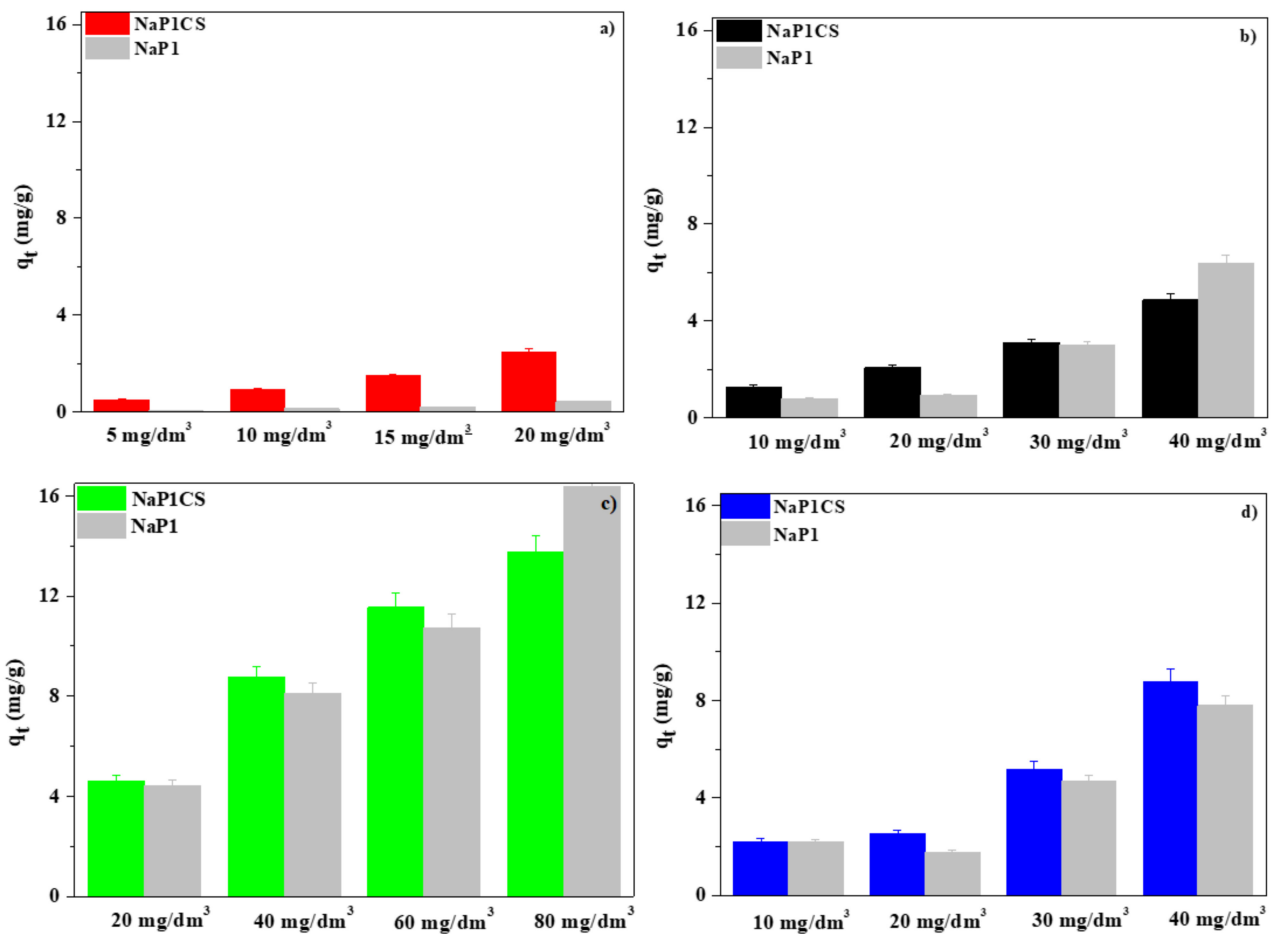 NaP1CS
NaP1
a)
16
12
8
4
0
qt (mg/g)
5 mg/dm³
10 mg/dm³
15 mg/dm³
20 mg/dm³
NaP1CS
NaP1
b)
16
12
8
4
0
qt (mg/g)
10 mg/dm³
20 mg/dm³
30 mg/dm³
40 mg/dm³
NaP1CS
NaP1
c)
16
12
8
4
0
qt (mg/g)
20 mg/dm³
40 mg/dm³
60 mg/dm³
80 mg/dm³
NaP1CS
NaP1
d)
16
12
8
4
0
qt (mg/g)
10 mg/dm³
20 mg/dm³
30 mg/dm³
40 mg/dm³